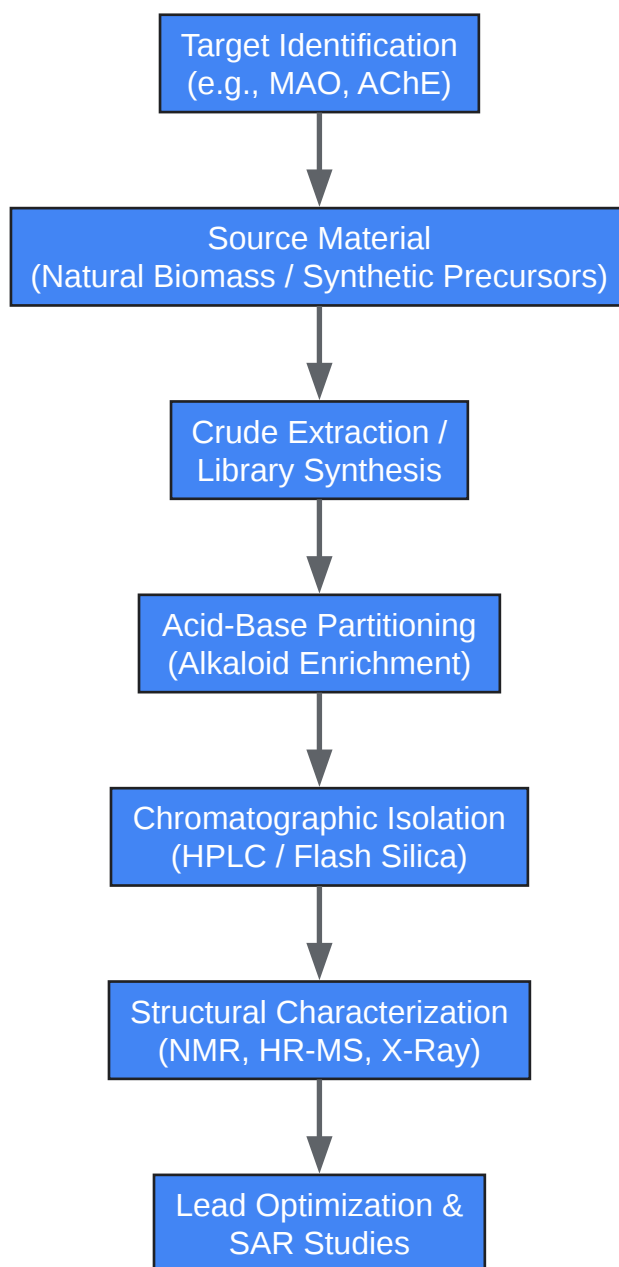 Target Identification
(e.g., MAO, AChE)
Source Material
(Natural Biomass / Synthetic Precursors)
Crude Extraction /
Library Synthesis
Acid-Base Partitioning
(Alkaloid Enrichment)
Chromatographic Isolation
(HPLC / Flash Silica)
Structural Characterization
(NMR, HR-MS, X-Ray)
Lead Optimization &
SAR Studies